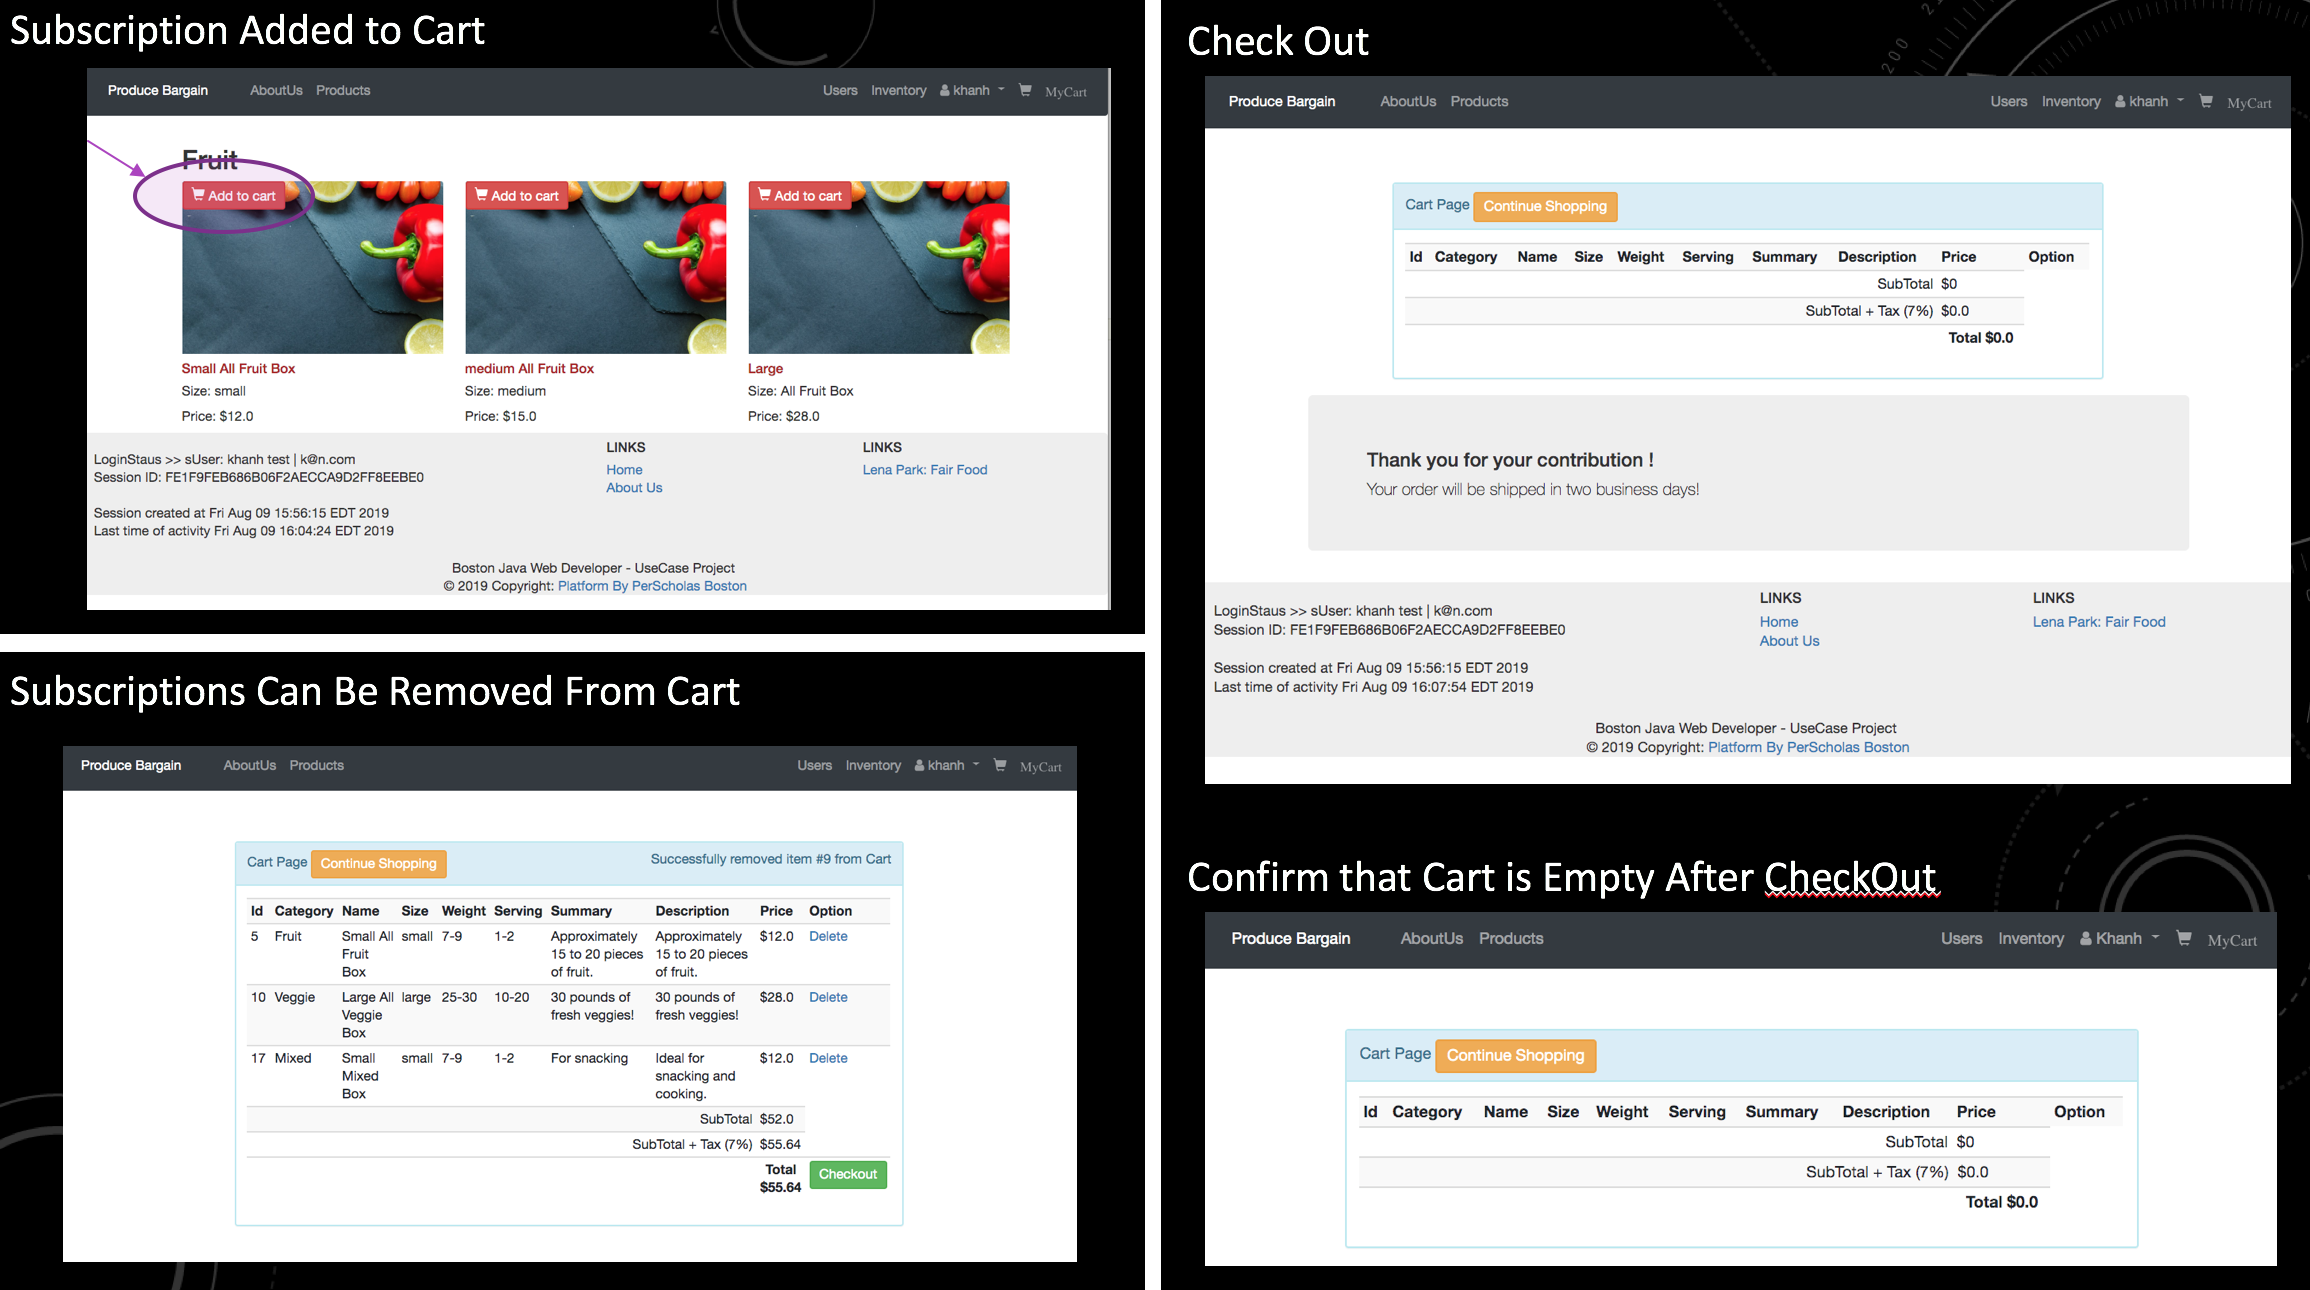 Subscription Added to Cart
Produce Bargain AboutUs Products Users Inventory khanh MyCart
Fruit
Add to cart Add to cart Add to cart
Small All Fruit Box medium All Fruit Box Large
Size: small Size: medium Size: All Fruit Box
Price: $12.0 Price: $15.0 Price: $28.0
LoginStaus >> sUser: khanh test | k@n.com
Session ID: FE1F9FEB686B06F2AECCA9D2FF8EEBE0
Session created at Fri Aug 09 15:56:15 EDT 2019
Last time of activity Fri Aug 09 16:04:24 EDT 2019
LINKS
Home
About Us
LINKS
Lena Park: Fair Food
Boston Java Web Developer - UseCase Project
© 2019 Copyright: Platform By PerScholas Boston
Subscriptions Can Be Removed From Cart
Produce Bargain AboutUs Products Users Inventory khanh MyCart
Cart Page Continue Shopping Successfully removed item #9 from Cart
Id Category Name Size Weight Serving Summary Description Price Option
5 Fruit Small All small 7-9 1-2 Approximately Approximately $12.0 Delete
Fruit 15 to 20 pieces 15 to 20 pieces
Box of fruit. of fruit.
10 Veggie Large All large 25-30 10-20 30 pounds of 30 pounds of $28.0 Delete
Veggie fresh veggies! fresh veggies!
Box
17 Mixed Small small 7-9 1-2 For snacking Ideal for $12.0 Delete
Mixed snacking and
Box cooking.
SubTotal $52.0
SubTotal + Tax (7%) $55.64
Total
$55.64 Checkout
Check Out
Produce Bargain AboutUs Products Users Inventory khanh MyCart
Cart Page Continue Shopping
Id Category Name Size Weight Serving Summary Description Price Option
SubTotal $0
SubTotal + Tax (7%) $0.0
Total $0.0
Thank you for your contribution !
Your order will be shipped in two business days!
LoginStaus >> sUser: khanh test | k@n.com
Session ID: FE1F9FEB686B06F2AECCA9D2FF8EEBE0
Session created at Fri Aug 09 15:56:15 EDT 2019
Last time of activity Fri Aug 09 16:07:54 EDT 2019
LINKS
Home
About Us
LINKS
Lena Park: Fair Food
Boston Java Web Developer - UseCase Project
© 2019 Copyright: Platform By PerScholas Boston
Confirm that Cart is Empty After CheckOut
Produce Bargain AboutUs Products Users Inventory Khanh MyCart
Cart Page Continue Shopping
Id Category Name Size Weight Serving Summary Description Price Option
SubTotal $0
SubTotal + Tax (7%) $0.0
Total $0.0